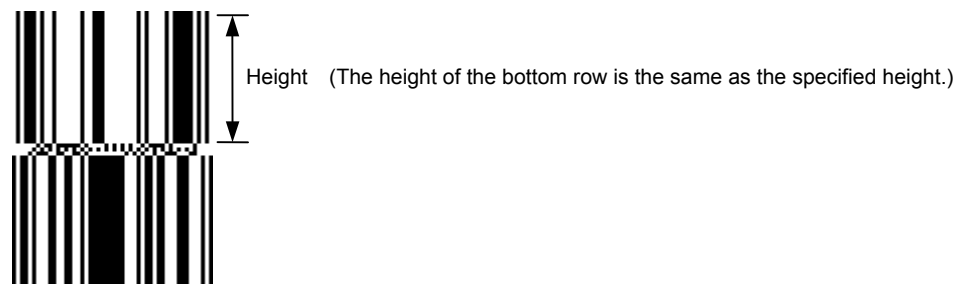 Height (The height of the bottom row is the same as the specified height.)